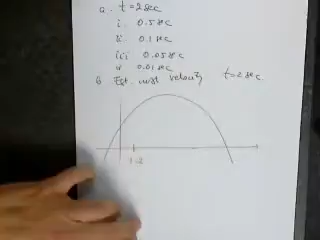 a. t = 2 sec
i. 0.5 sec
ii 0.1 sec
iii 0.05 sec
iv 0.01 sec
b Est. inst velocity t = 2 sec
t=2